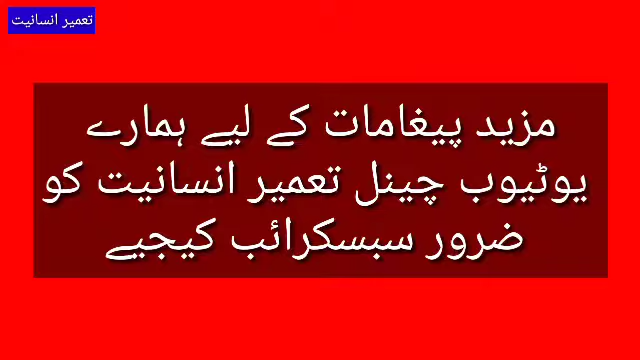 تعمیر انسانیت
مزید پیغامات کے لیے ہمارے
یوٹیوب چینل تعمیر انسانیت کو
ضرور سبسکرائب کیجیے